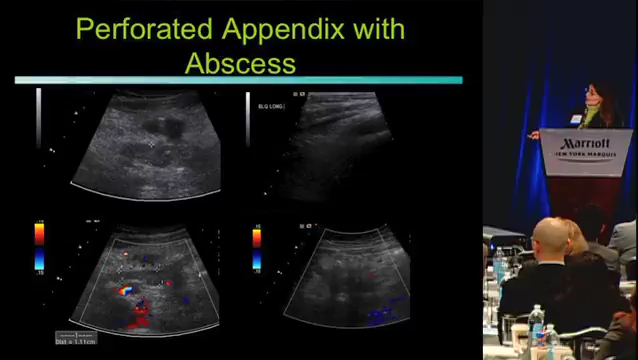 Perforated Appendix with
Abscess
RLQ LONG
Dist = 1.11cm
Marriott
NEW YORK MARQUIS